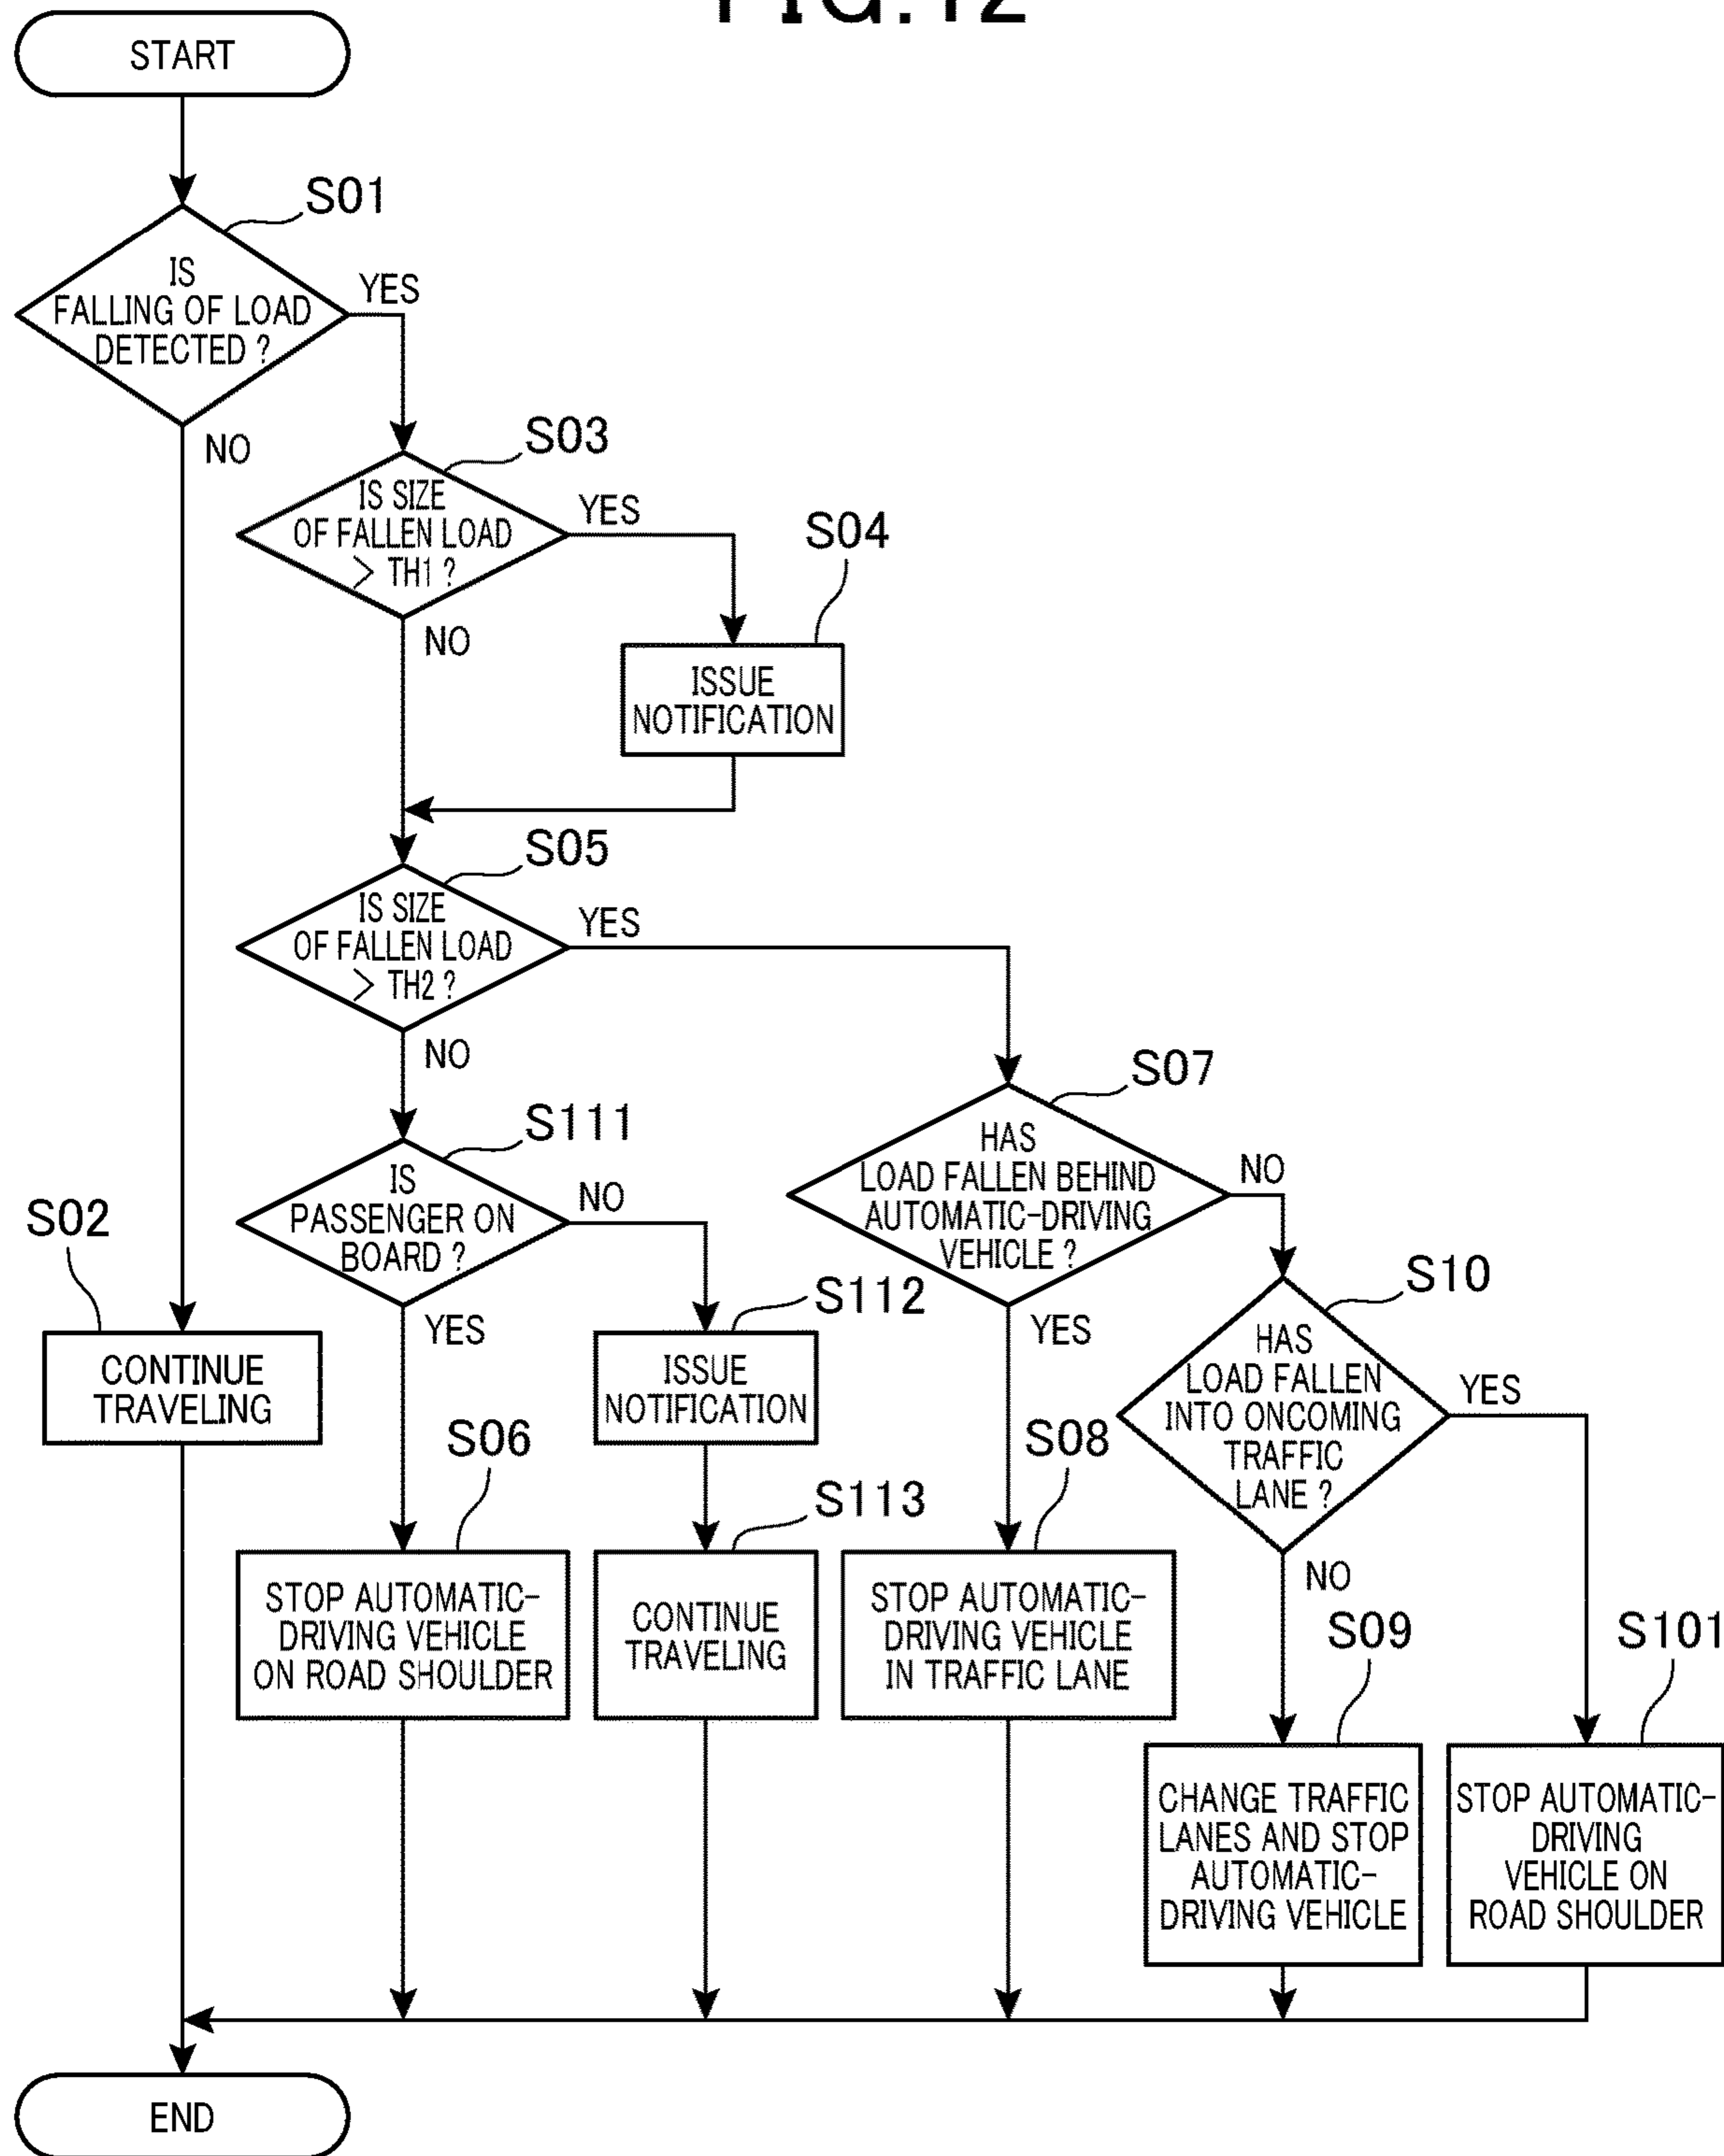 FIG.12
START
S01
IS
FALLING OF LOAD
DETECTED ?
YES
NO
S03
IS SIZE
OF FALLEN LOAD
> TH1 ?
YES
NO
S04
ISSUE
NOTIFICATION
S05
IS SIZE
OF FALLEN LOAD
> TH2 ?
YES
NO
S07
HAS
LOAD FALLEN BEHIND
AUTOMATIC-DRIVING
VEHICLE ?
NO
YES
S111
IS
PASSENGER ON
BOARD ?
NO
YES
S02
CONTINUE
TRAVELING
S112
ISSUE
NOTIFICATION
S10
HAS
LOAD FALLEN
INTO ONCOMING
TRAFFIC
LANE ?
YES
NO
S06
STOP AUTOMATIC-
DRIVING VEHICLE
ON ROAD SHOULDER
S113
CONTINUE
TRAVELING
S08
STOP AUTOMATIC-
DRIVING VEHICLE
IN TRAFFIC LANE
S09
CHANGE TRAFFIC
LANES AND STOP
AUTOMATIC-
DRIVING VEHICLE
S101
STOP AUTOMATIC-
DRIVING
VEHICLE ON
ROAD SHOULDER
END